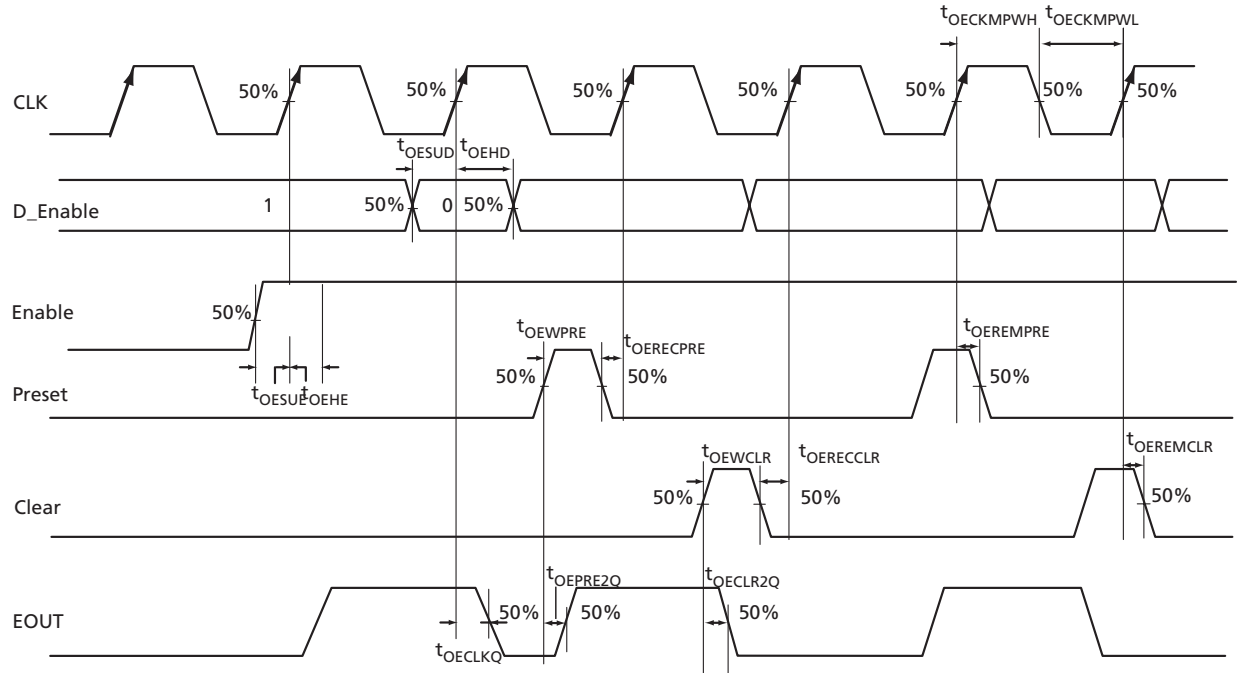 tOECKMPWH tOECKMPWL
CLK 50% 50% 50% 50% 50% 50% 50%
tOESUD tOEHD
D_Enable 1 50% 0 50%
Enable 50%
tOEWPRE tOERECPRE tOEREMPRE
Preset tOESUE tOEHE 50% 50% 50%
tOEWCLR tOERECCLR tOEREMCLR
Clear 50% 50% 50%
tOEPRE2Q tOECLR2Q
EOUT 50% 50% 50%
tOECLKQ